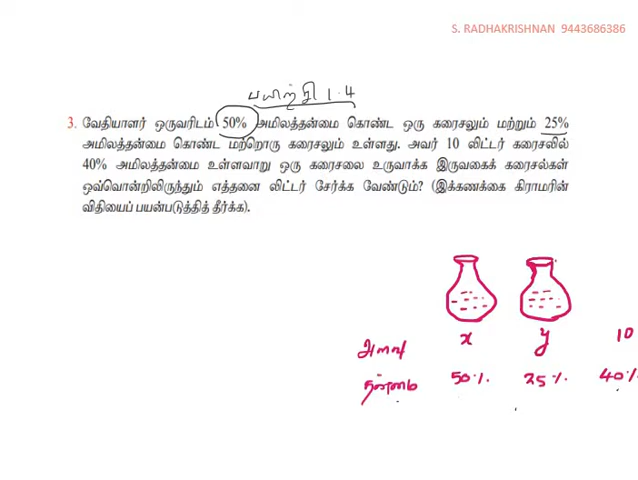 S. RADHAKRISHNAN 9443686386
பயிற்சி 1.4
3. வேதியாளர் ஒருவரிடம் 50% அமிலத்தன்மை கொண்ட ஒரு கரைசலும் மற்றும் 25%
அமிலத்தன்மை கொண்ட மற்றொரு கரைசலும் உள்ளது. அவர் 10 லிட்டர் கரைசலில்
40% அமிலத்தன்மை உள்ளவாறு ஒரு கரைசலை உருவாக்க இருவகைக் கரைசல்கள்
ஒவ்வொன்றிலிருந்தும் எத்தனை லிட்டர் சேர்க்க வேண்டும்? (இக்கணக்கை கிராமரின்
விதியைப் பயன்படுத்தித் தீர்க்க).
அளவு x y 10
50% 25% 40%